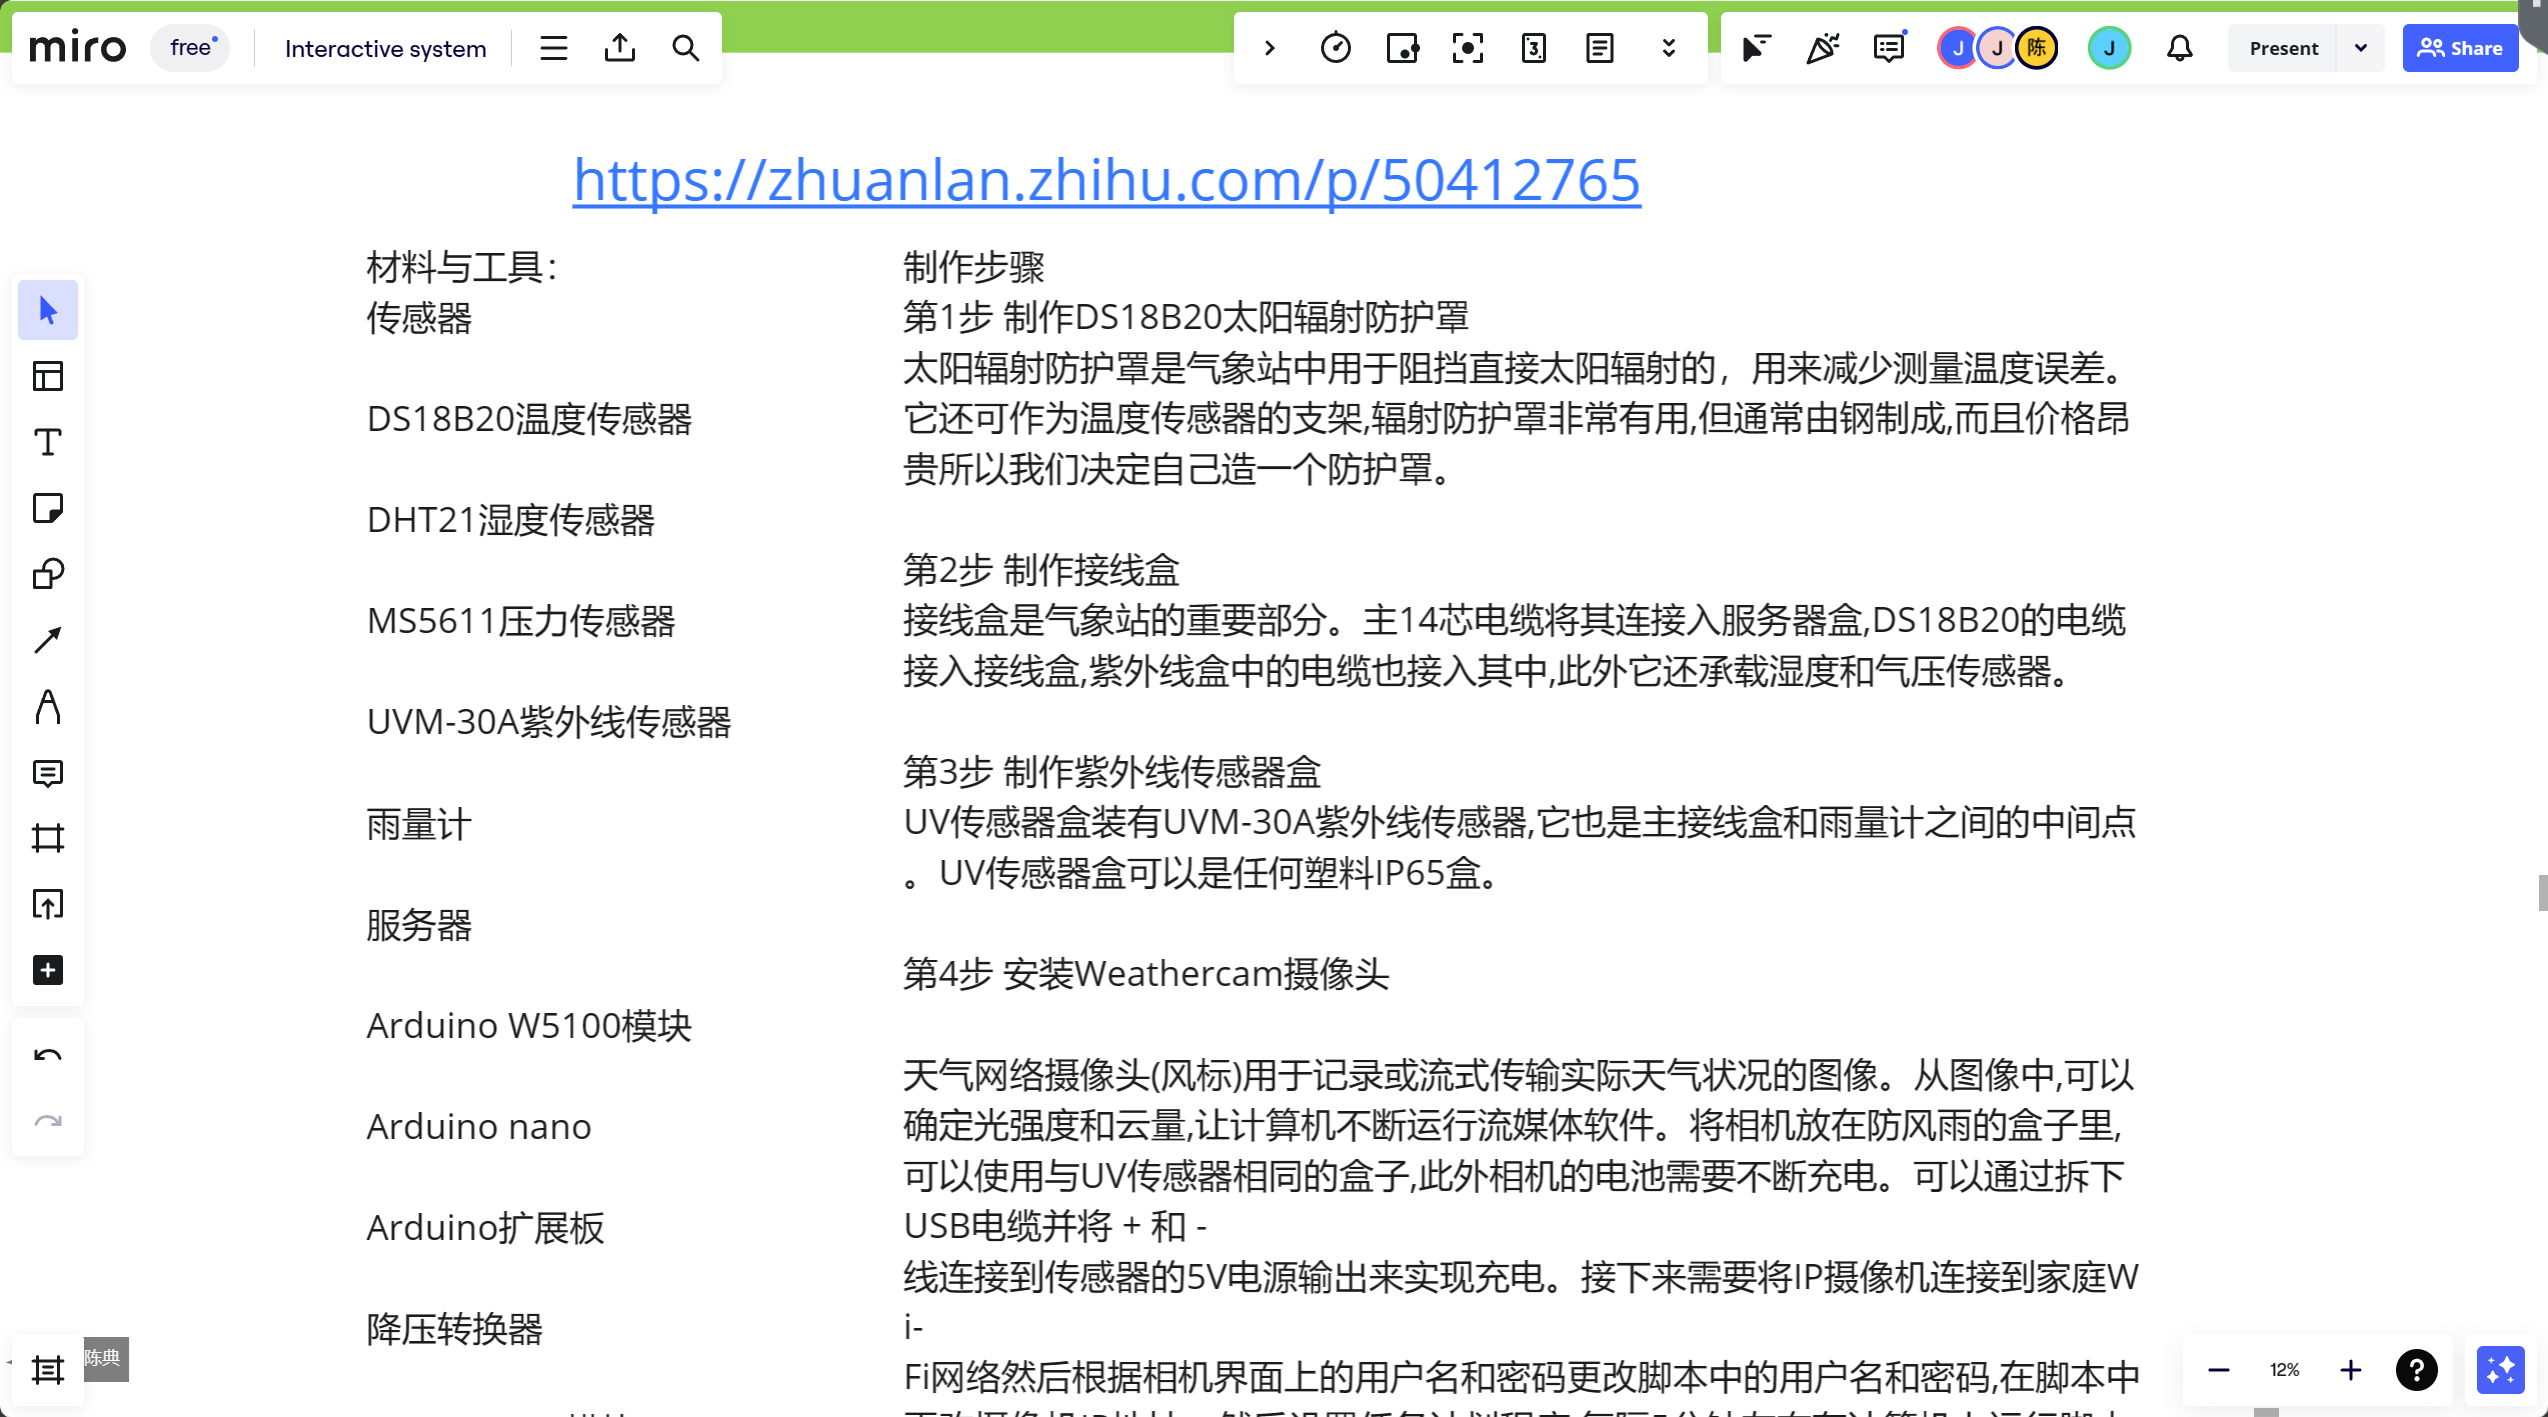 miro
free
Interactive system
3
J
J
陈
J
Present
Share
https://zhuanlan.zhihu.com/p/50412765
材料与工具：
传感器
DS18B20温度传感器
DHT21湿度传感器
MS5611压力传感器
UVM-30A紫外线传感器
雨量计
服务器
Arduino W5100模块
Arduino nano
Arduino扩展板
降压转换器
制作步骤
第1步 制作DS18B20太阳辐射防护罩
太阳辐射防护罩是气象站中用于阻挡直接太阳辐射的，用来减少测量温度误差。
它还可作为温度传感器的支架,辐射防护罩非常有用,但通常由钢制成,而且价格昂
贵所以我们决定自己造一个防护罩。
第2步 制作接线盒
接线盒是气象站的重要部分。主14芯电缆将其连接入服务器盒,DS18B20的电缆
接入接线盒,紫外线盒中的电缆也接入其中,此外它还承载湿度和气压传感器。
第3步 制作紫外线传感器盒
UV传感器盒装有UVM-30A紫外线传感器,它也是主接线盒和雨量计之间的中间点
。UV传感器盒可以是任何塑料IP65盒。
第4步 安装Weathercam摄像头
天气网络摄像头(风标)用于记录或流式传输实际天气状况的图像。从图像中,可以
确定光强度和云量,让计算机不断运行流媒体软件。将相机放在防风雨的盒子里,
可以使用与UV传感器相同的盒子,此外相机的电池需要不断充电。可以通过拆下
USB电缆并将 + 和 -
线连接到传感器的5V电源输出来实现充电。接下来需要将IP摄像机连接到家庭W
i-
Fi网络然后根据相机界面上的用户名和密码更改脚本中的用户名和密码,在脚本中
陈典
12%